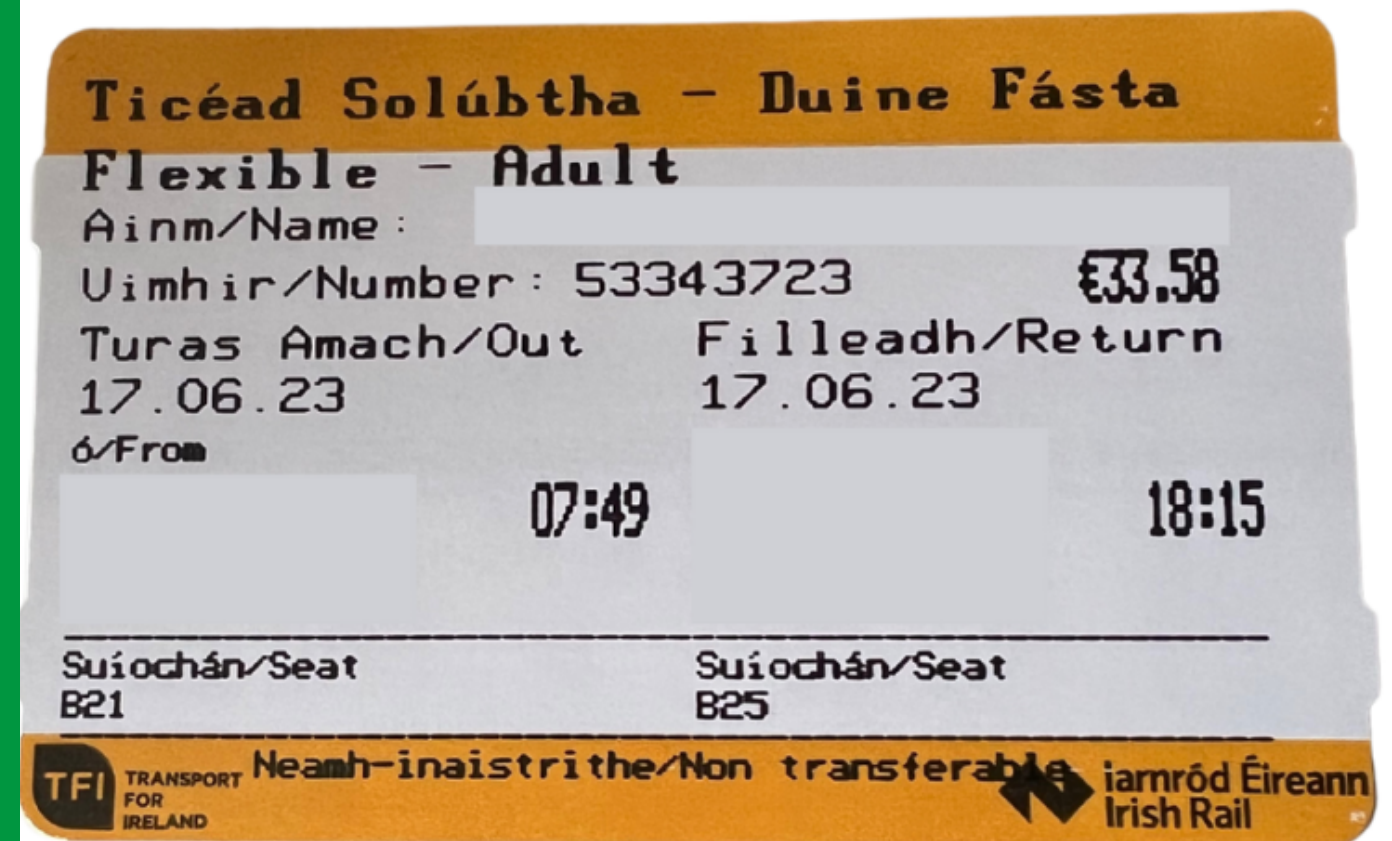 Ticéad Solúbtha - Duine Fásta
Flexible - Adult
Ainm/Name:
Uimhir/Number: 53343723 €33.58
Turas Amach/Out Filleadh/Return
17.06.23 17.06.23
ó/From
07:49 18:15
Suíochán/Seat Suíochán/Seat
B21 B25
Neamh-inaistrithe/Non transferable
TFI TRANSPORT FOR IRELAND
iarnród Éireann
Irish Rail